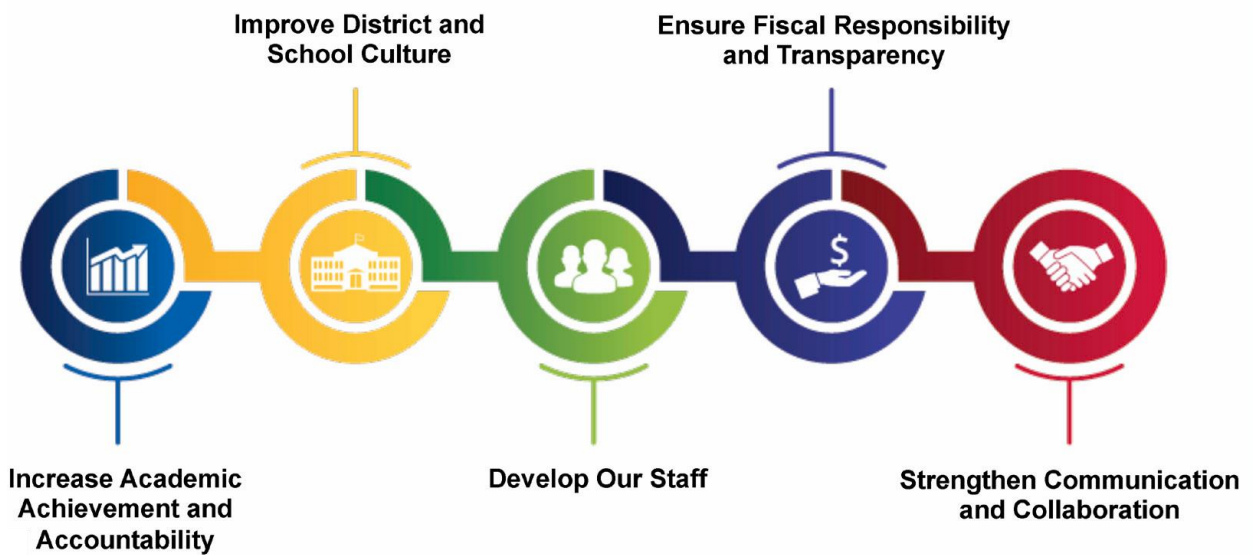 Improve District and
School Culture
Ensure Fiscal Responsibility
and Transparency
$
Increase Academic
Achievement and
Accountability
Develop Our Staff
Strengthen Communication
and Collaboration